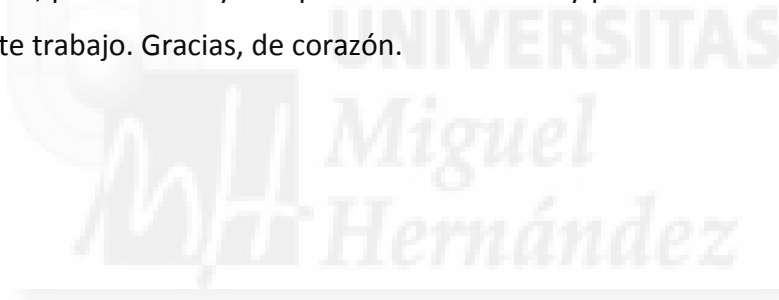 te trabajo. Gracias, de corazón.
UNIVERSITAS
Miguel
Hernández